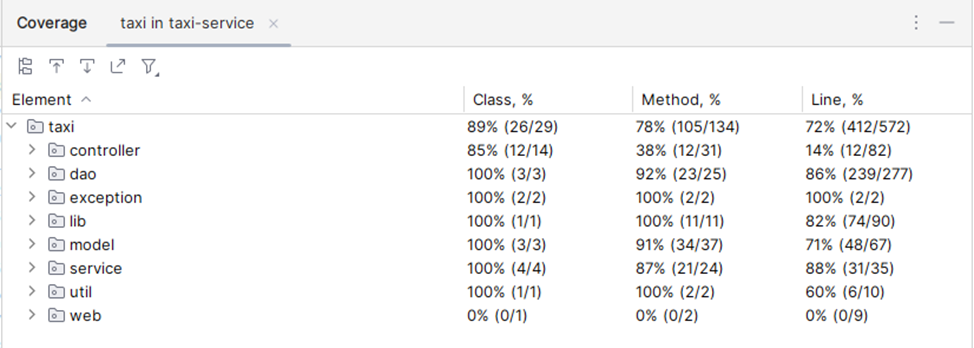 Coverage taxi in taxi-service
Element Class, % Method, % Line, %
taxi 89% (26/29) 78% (105/134) 72% (412/572)
controller 85% (12/14) 38% (12/31) 14% (12/82)
dao 100% (3/3) 92% (23/25) 86% (239/277)
exception 100% (2/2) 100% (2/2) 100% (2/2)
lib 100% (1/1) 100% (11/11) 82% (74/90)
model 100% (3/3) 91% (34/37) 71% (48/67)
service 100% (4/4) 87% (21/24) 88% (31/35)
util 100% (1/1) 100% (2/2) 60% (6/10)
web 0% (0/1) 0% (0/2) 0% (0/9)